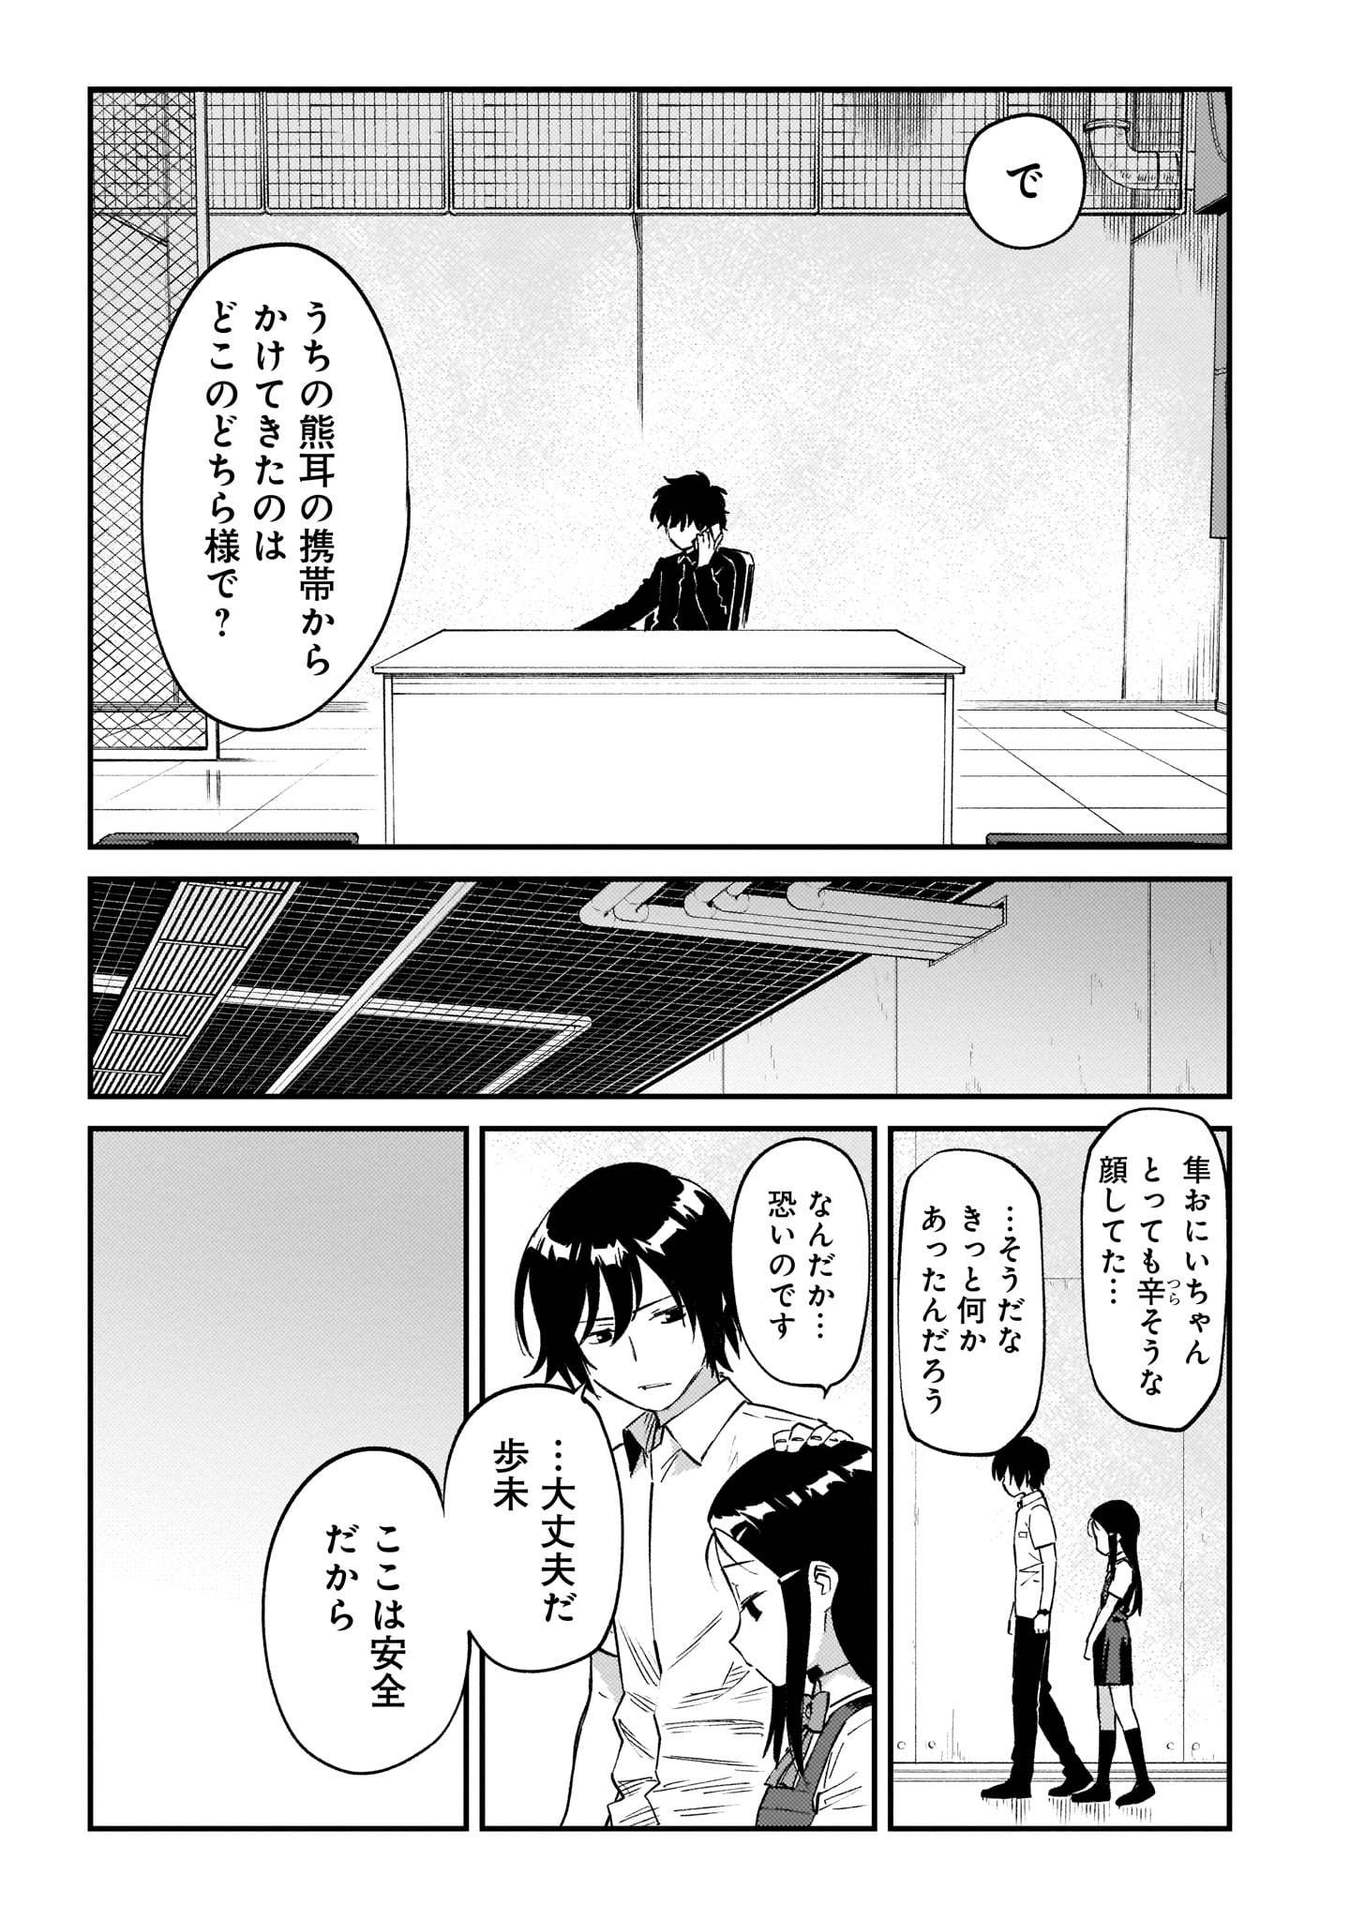 で
うちの熊耳の携帯から
かけてきたのは
どこのどちら様で?
隼おにいちゃん
とっても辛そうな
つら
顔してた…
…そうだな
きっと何か
あったんだろう
なんだか…
恐いのです
…大丈夫だ
歩未
ここは安全
だから